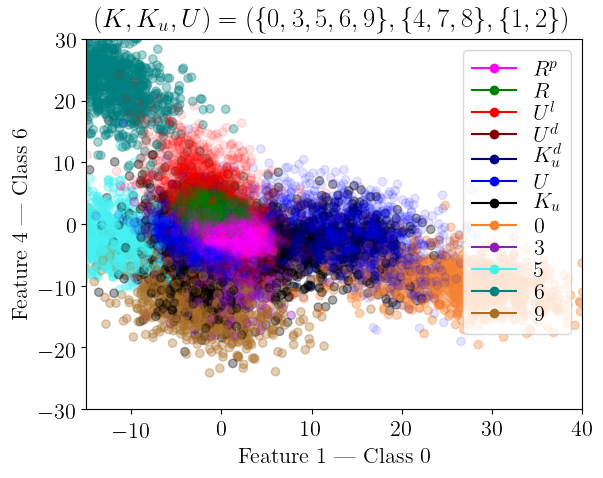 (K, K_u, U) = ({0, 3, 5, 6, 9}, {4, 7, 8}, {1, 2})
30
20
10
0
−10
−20
−30
Feature 4 — Class 6
R^p
R
U^l
U^d
K_u^d
U
K_u
0
3
5
6
9
−10
0
10
20
30
40
Feature 1 — Class 0